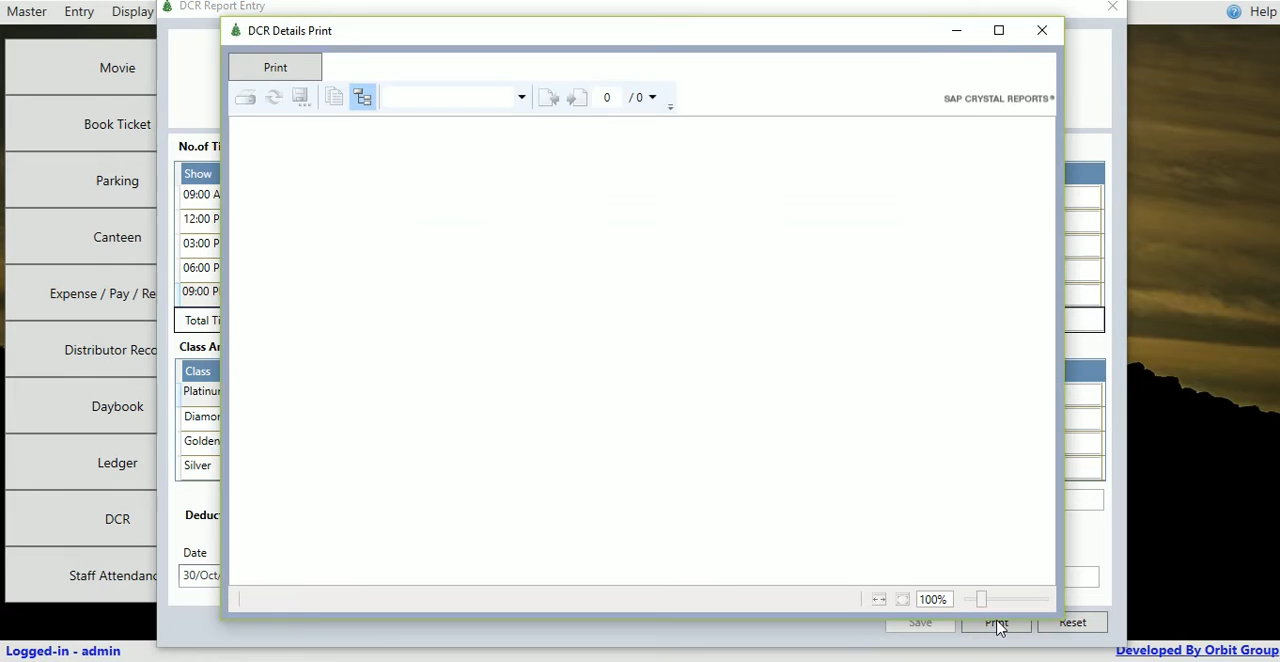 Master Entry Display
DCR Report Entry
Help
DCR Details Print
Print
0 / 0
SAP CRYSTAL REPORTS®
Movie
Book Ticket
Parking
Canteen
Expense / Pay / Re
Distributor Reco
Daybook
Ledger
DCR
Staff Attendanc
No.of Ti
Show
09:00 A
12:00 P
03:00 P
06:00 P
09:00 P
Total Ti
Class Ar
Class
Platinu
Diamor
Golden
Silver
Deduc
Date
30/Oct/
100%
Save Print Reset
Logged-in - admin
Developed By Orbit Group